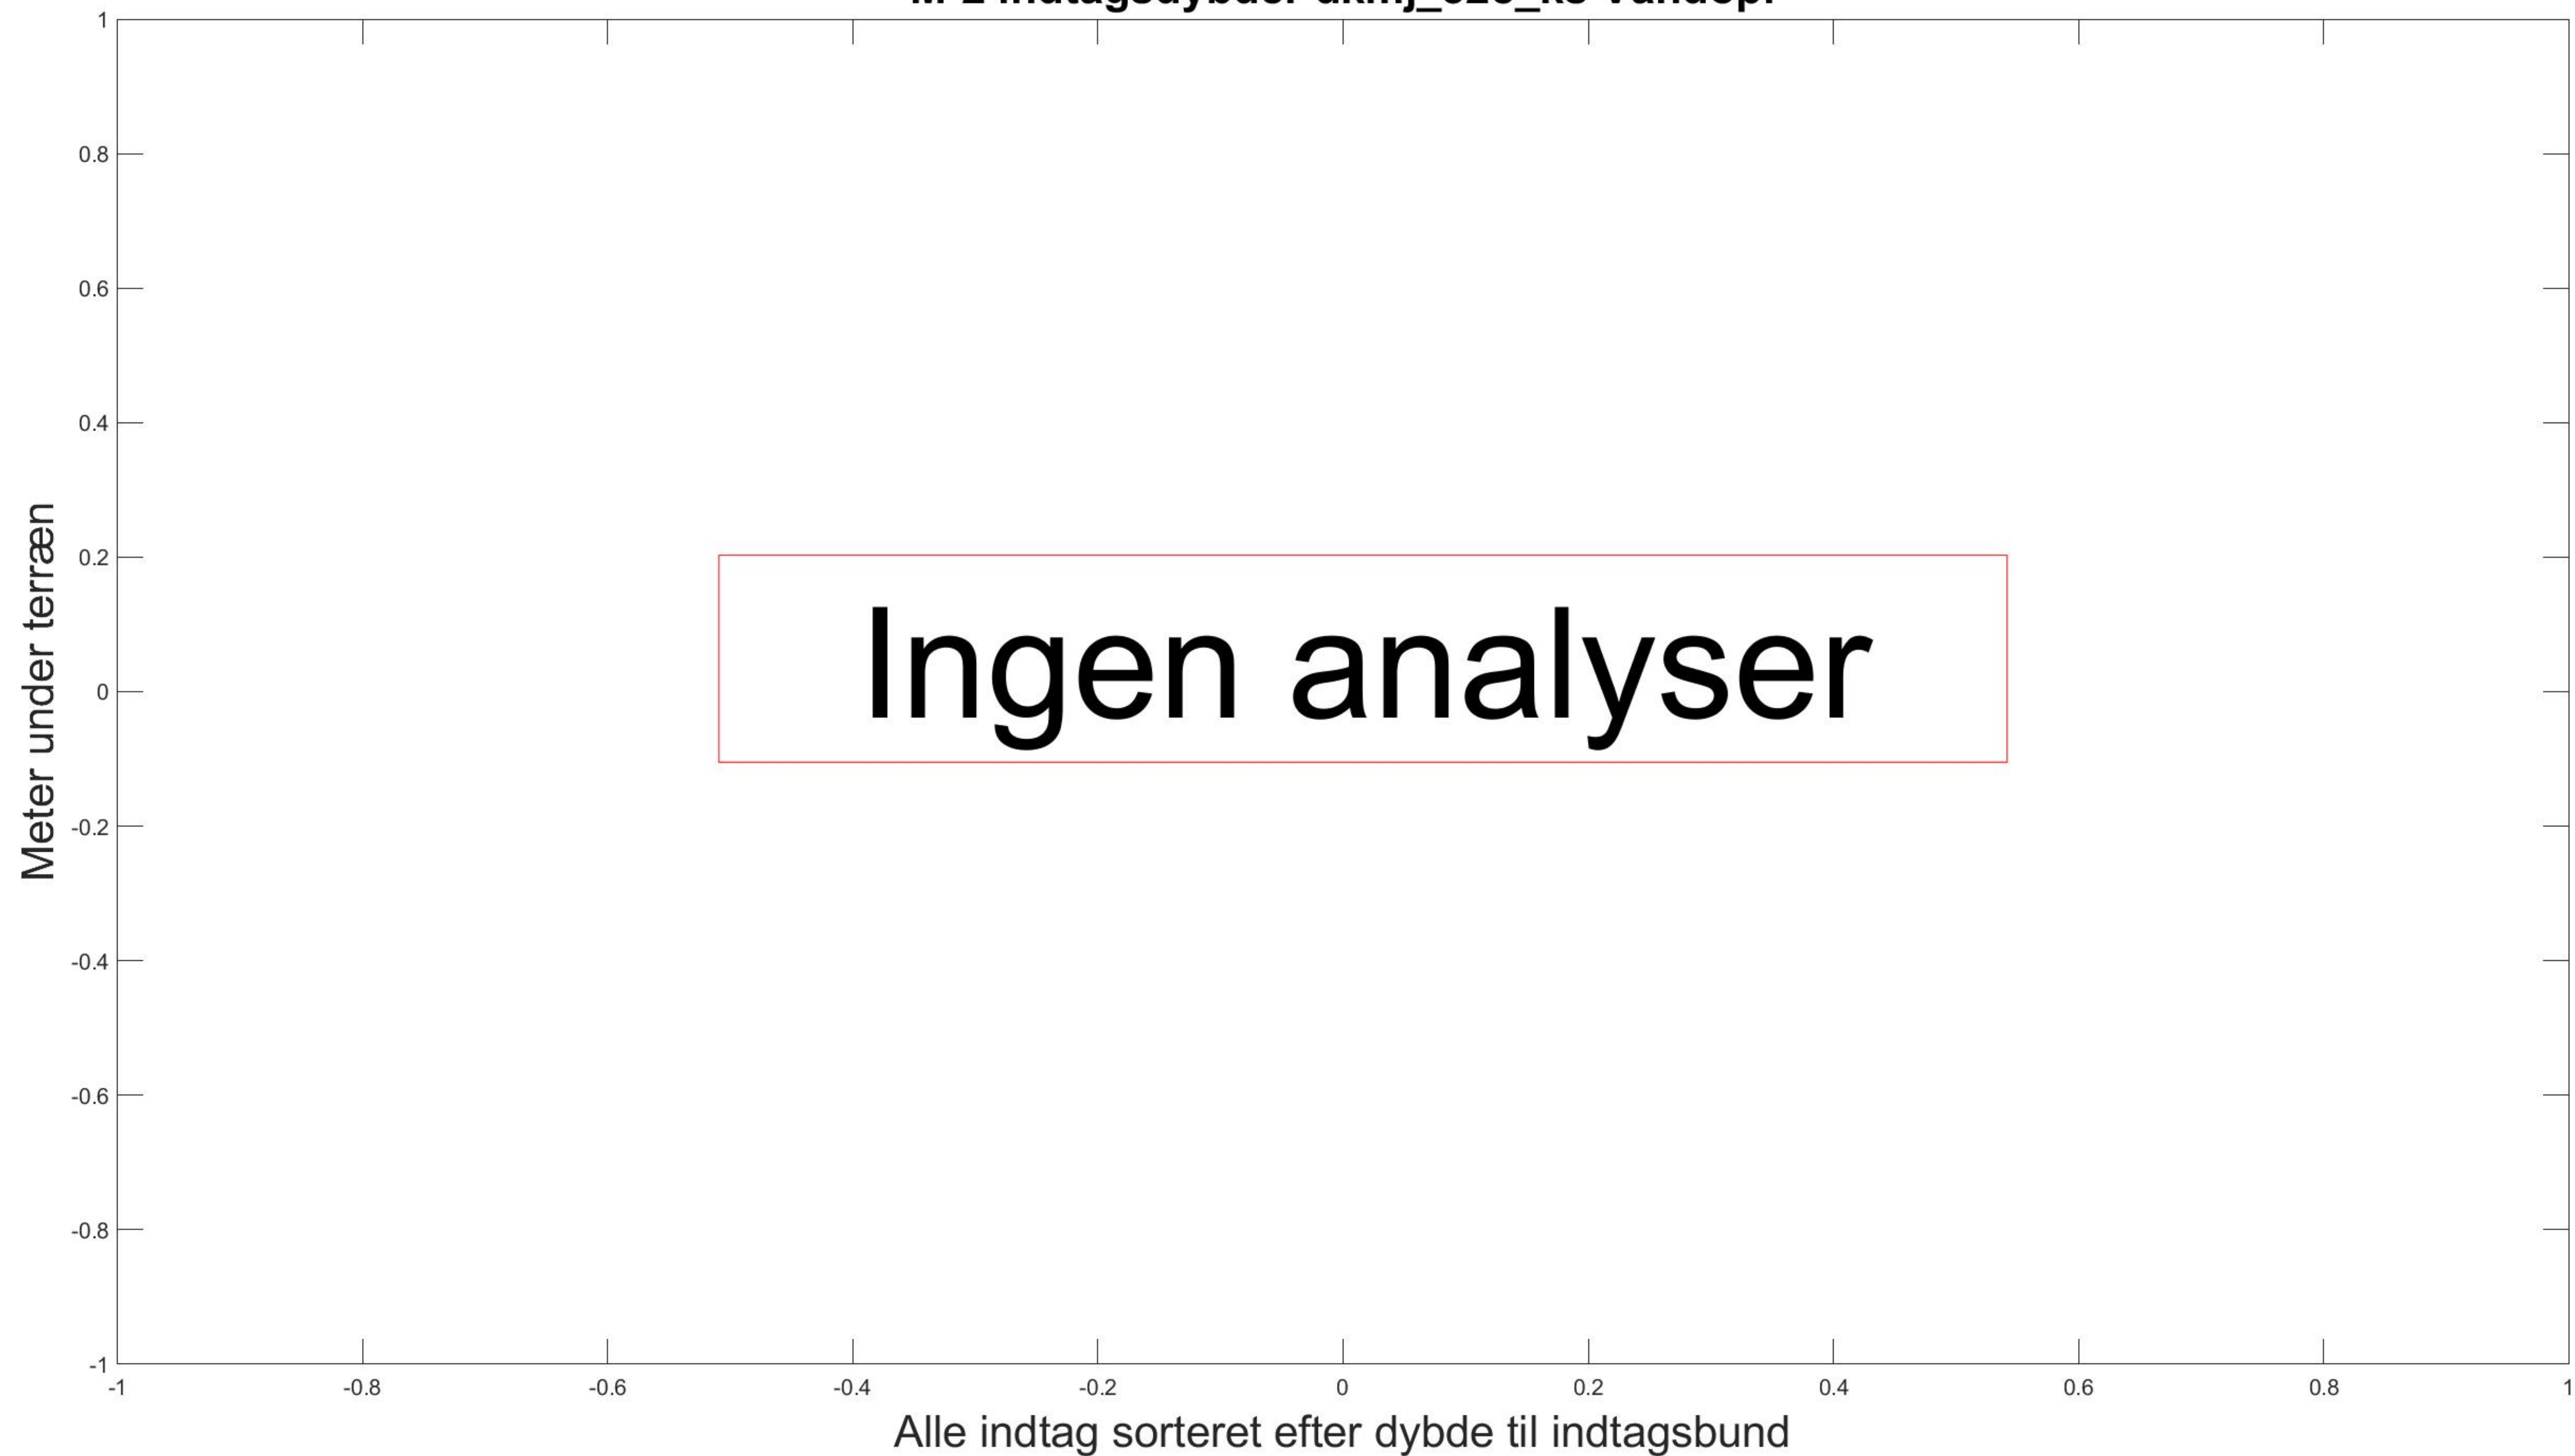 1
0.8
0.6
0.4
0.2
0
-0.2
-0.4
-0.6
-0.8
-1
Meter under terræn
Ingen analyser
-1 -0.8 -0.6 -0.4 -0.2 0 0.2 0.4 0.6 0.8 1
Alle indtag sorteret efter dybde til indtagsbund